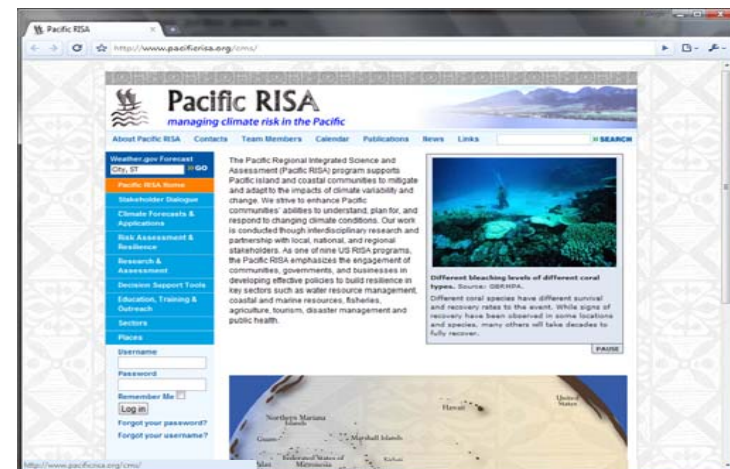 Pacific RISA
http://www.pacificrisa.org/cms/
Pacific RISA
managing climate risk in the Pacific
About Pacific RISA Contacts Team Members Calendar Publications News Links SEARCH
Weather.gov Forecast
City, ST GO
Pacific RISA Home
Stakeholder Dialogue
Climate Forecasts &
Applications
Risk Assessment &
Resilience
Research &
Assessment
Decision Support Tools
Education, Training &
Outreach
Sectors
Places
Username
Password
Remember Me
Log in
Forgot your password?
Forgot your username?
The Pacific Regional Integrated Science and
Assessment (Pacific RISA) program supports
Pacific island and coastal communities to mitigate
and adapt to the impacts of climate variability and
change. We strive to enhance Pacific
communities' abilities to understand, plan for, and
respond to changing climate conditions. Our work
is conducted though interdisciplinary research and
partnership with local, national, and regional
stakeholders. As one of nine US RISA programs,
the Pacific RISA emphasizes the engagement of
communities, governments, and businesses in
developing effective policies to build resilience in
key sectors such as water resource management,
coastal and marine resources, fisheries,
agriculture, tourism, disaster management and
public health.
Different bleaching levels of different coral
types. Source: GBRMPA.
Different coral species have different survival
and recovery rates to the event. While signs of
recovery have been observed in some locations
and species, many others will take decades to
fully recover.
PAUSE
Northern Mariana
Islands
Guam
Marshall Islands
Federated States of
Micronesia
Hawaii
United
States
http://www.pacificrisa.org/cms/